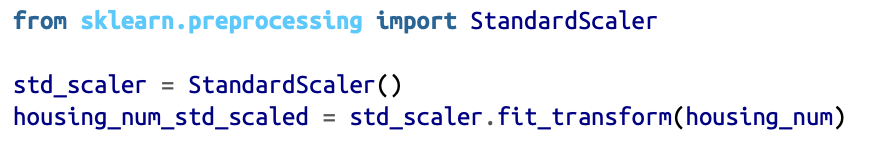 from sklearn.preprocessing import StandardScaler
std_scaler = StandardScaler()
housing_num_std_scaled = std_scaler.fit_transform(housing_num)